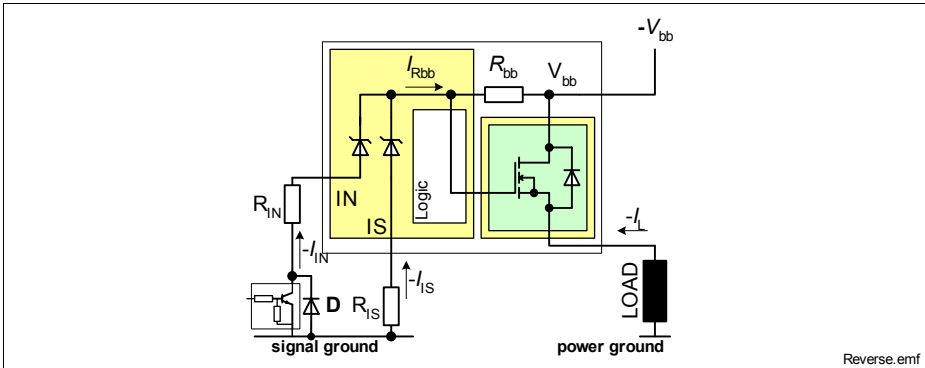 -Vbb
IRbb
Rbb
Vbb
IN
Logic
RIN
IS
-IL
-IIN
-IIS
LOAD
D
RIS
signal ground
power ground
Reverse.emf